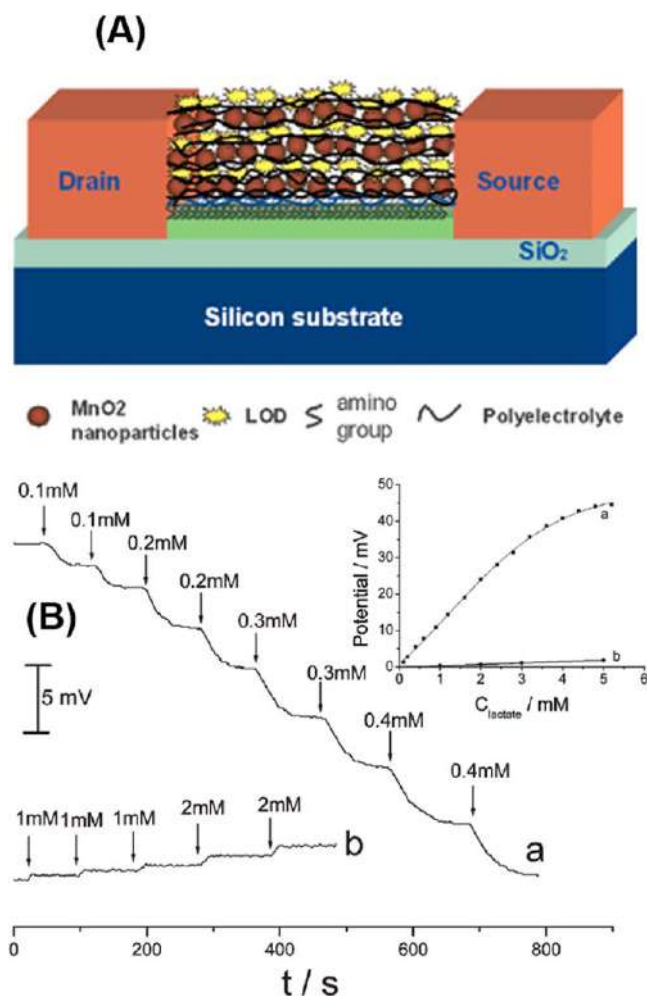 (A)
Drain
Source
SiO₂
Silicon substrate
MnO2 nanoparticles
LOD
amino group
Polyelectrolyte
(B)
0.1mM
0.1mM
0.2mM
0.2mM
0.3mM
0.3mM
0.4mM
0.4mM
5 mV
1mM
1mM
1mM
2mM
2mM
b
a
0 200 400 600 800
t / s
Potential / mV
50
40
30
20
10
0
a
b
0 1 2 3 4 5 6
C lactate / mM